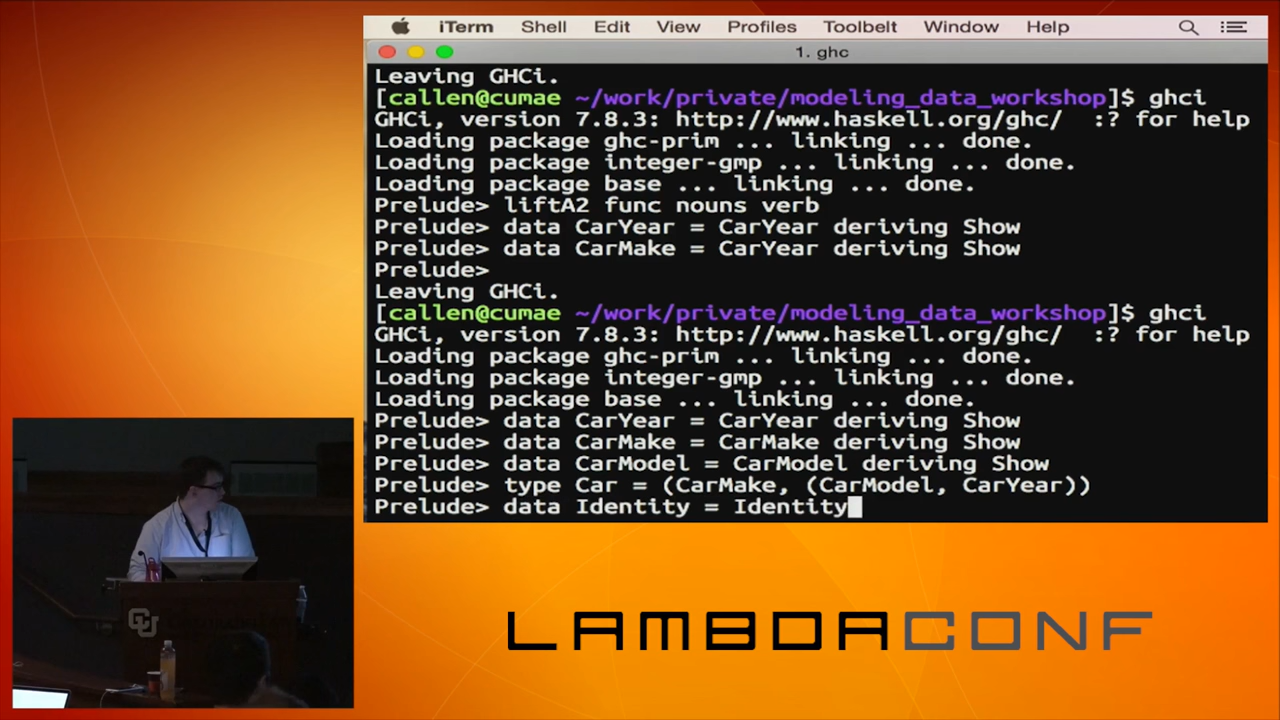 iTerm Shell Edit View Profiles Toolbelt Window Help
1. ghc
Leaving GHCi.
[callen@cumae ~/work/private/modeling_data_workshop]$ ghci
GHCi, version 7.8.3: http://www.haskell.org/ghc/  :? for help
Loading package ghc-prim ... linking ... done.
Loading package integer-gmp ... linking ... done.
Loading package base ... linking ... done.
Prelude> liftA2 func nouns verb
Prelude> data CarYear = CarYear deriving Show
Prelude> data CarMake = CarYear deriving Show
Prelude>
Leaving GHCi.
[callen@cumae ~/work/private/modeling_data_workshop]$ ghci
GHCi, version 7.8.3: http://www.haskell.org/ghc/  :? for help
Loading package ghc-prim ... linking ... done.
Loading package integer-gmp ... linking ... done.
Loading package base ... linking ... done.
Prelude> data CarYear = CarYear deriving Show
Prelude> data CarMake = CarMake deriving Show
Prelude> data CarModel = CarModel deriving Show
Prelude> type Car = (CarMake, (CarModel, CarYear))
Prelude> data Identity = Identity
CU
LAMBDACONF